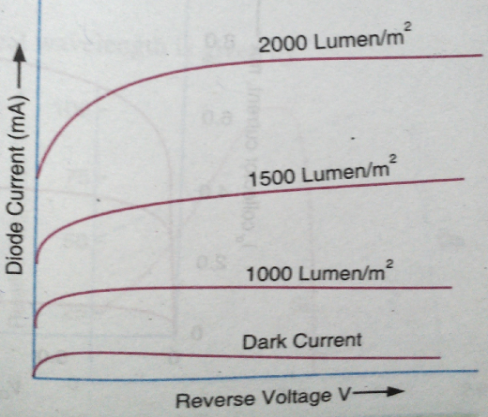 2000 Lumen/m²
1500 Lumen/m²
1000 Lumen/m²
Dark Current
Diode Current (mA)
Reverse Voltage V